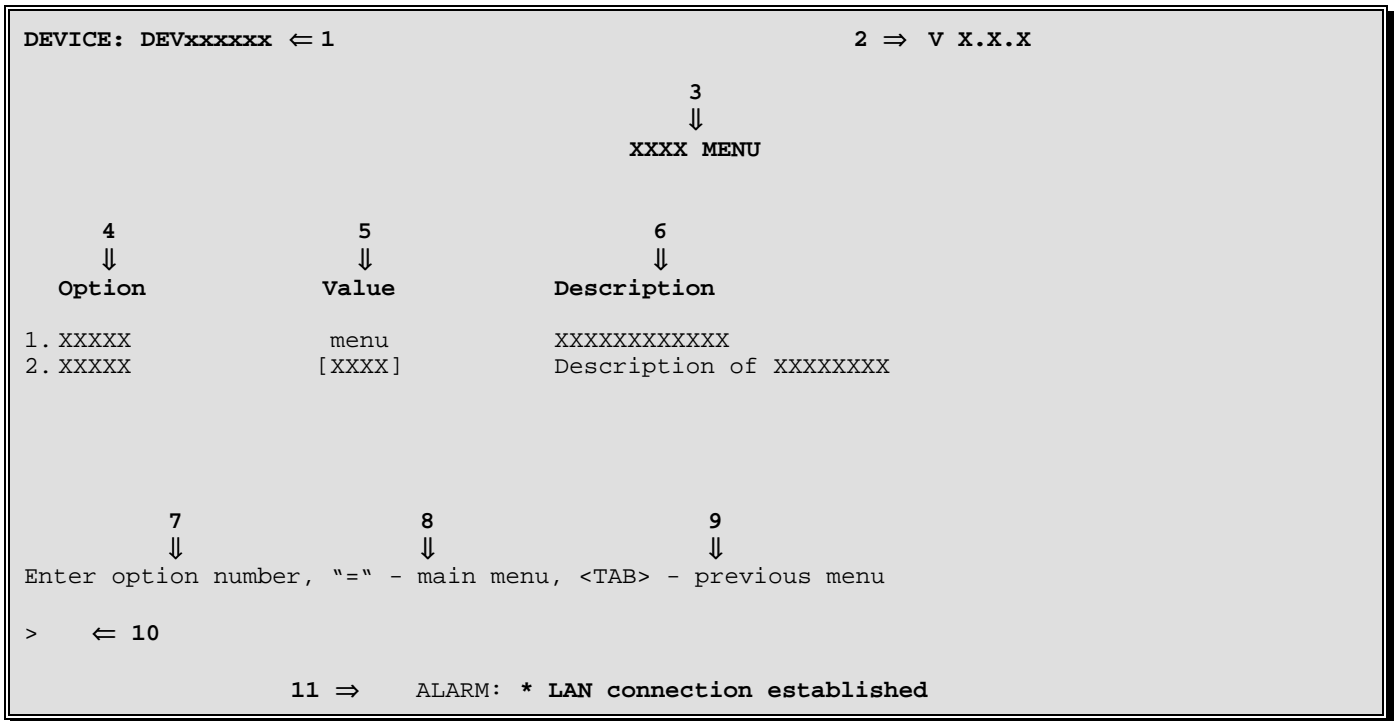 DEVICE: DEVxxxxxx ⇐ 1 2 ⇒ V X.X.X
3
⇓
XXXX MENU
4 5 6
⇓ ⇓ ⇓
Option Value Description
1. XXXXX menu XXXXXXXXXXXX
2. XXXXX [XXXX] Description of XXXXXXXX
7 8 9
⇓ ⇓ ⇓
Enter option number, “=“ - main menu, <TAB> - previous menu
> ⇐ 10
11 ⇒ ALARM: * LAN connection established